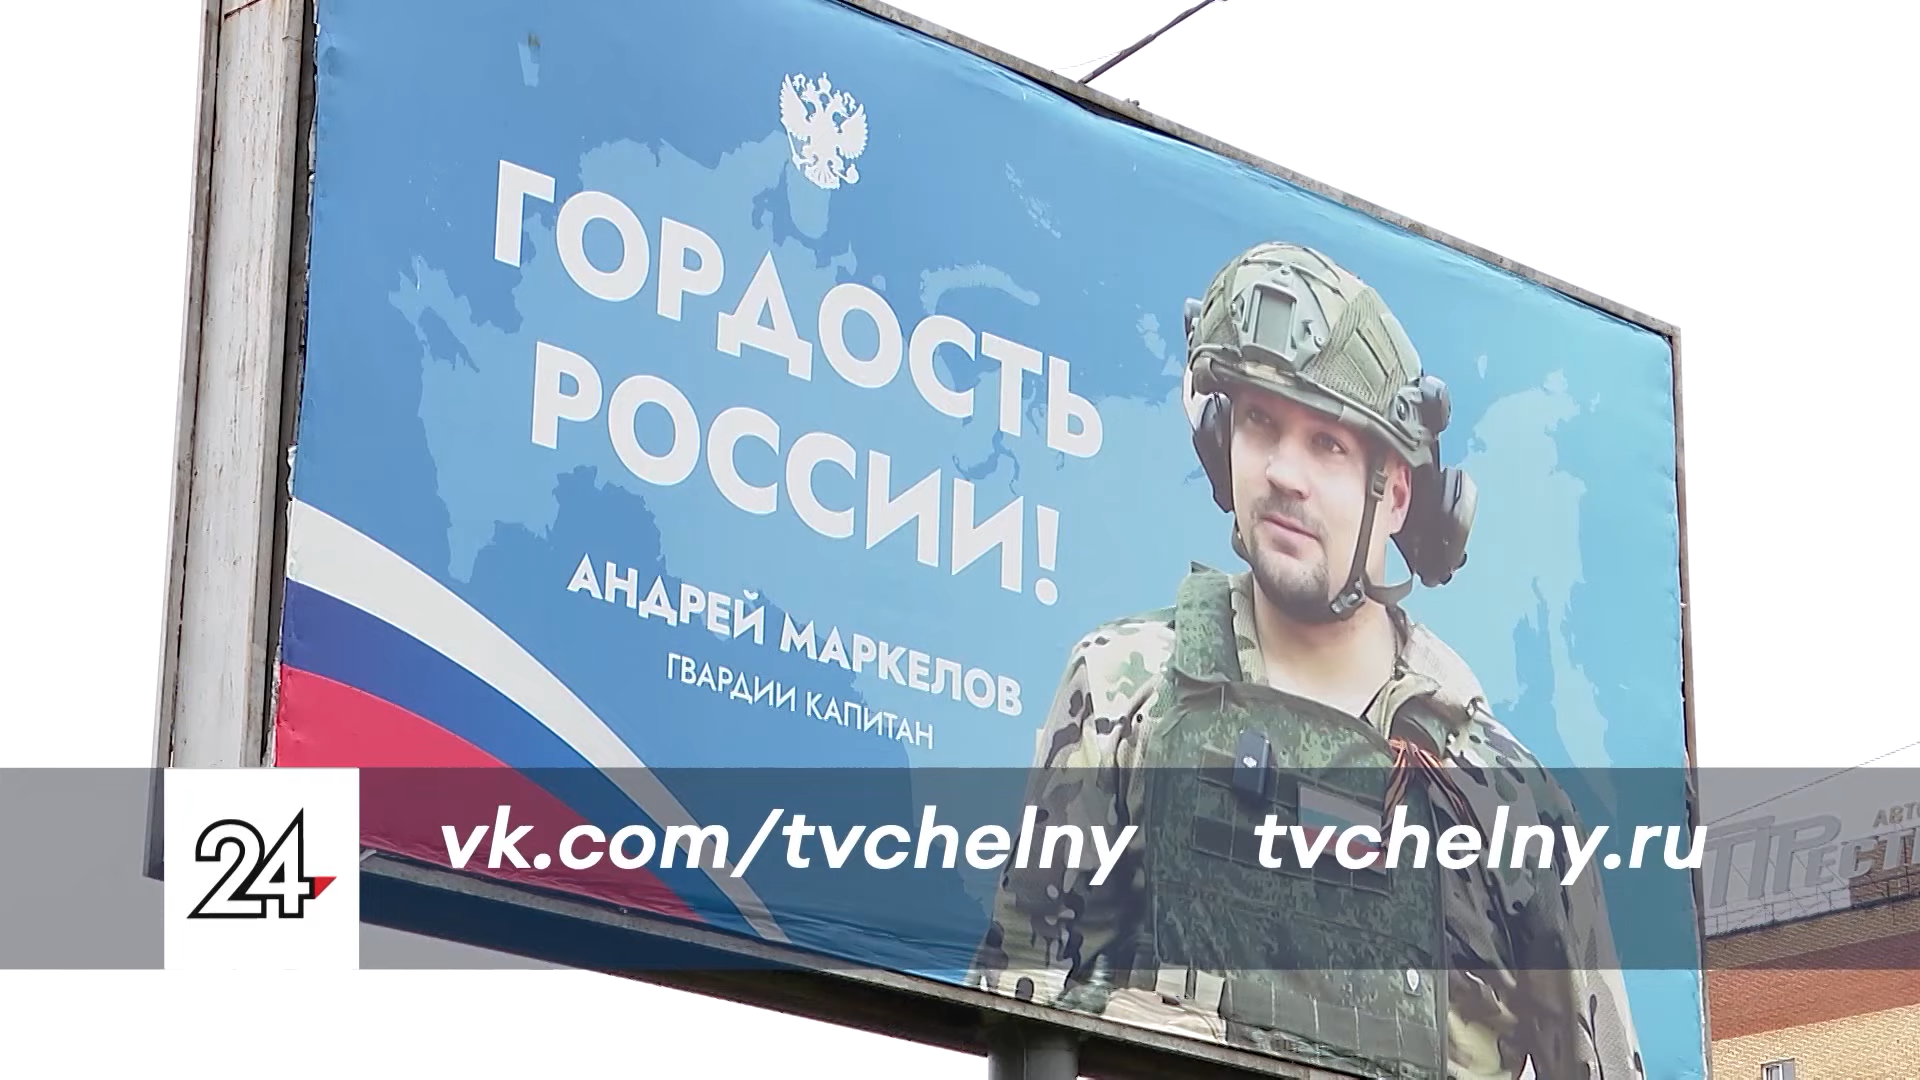 ГОРДОСТЬ
РОССИИ!
АНДРЕЙ МАРКЕЛОВ
ГВАРДИИ КАПИТАН
24
vk.com/tvchelny tvchelny.ru